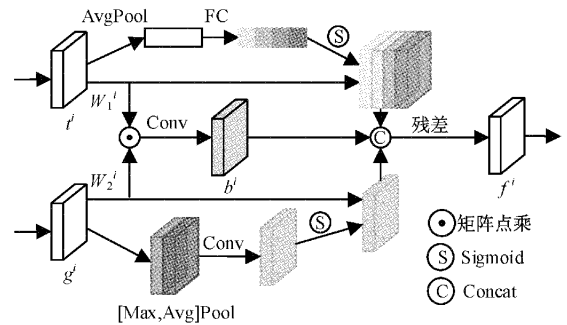 AvgPool
FC
S
tⁱ
W₁ⁱ
Conv
bⁱ
C
残差
fⁱ
W₂ⁱ
gⁱ
Conv
S
[Max,Avg]Pool
矩阵点乘
S Sigmoid
C Concat